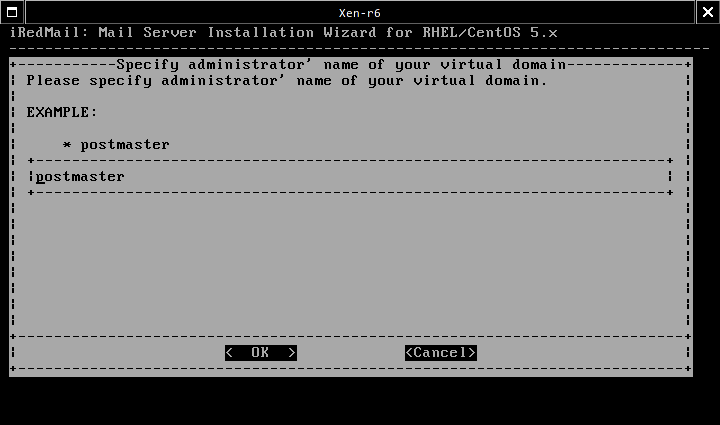 Xen-r6
iRedMail: Mail Server Installation Wizard for RHEL/CentOS 5.x
Specify administrator' name of your virtual domain
Please specify administrator' name of your virtual domain.
EXAMPLE:
* postmaster
postmaster
< OK > <Cancel>